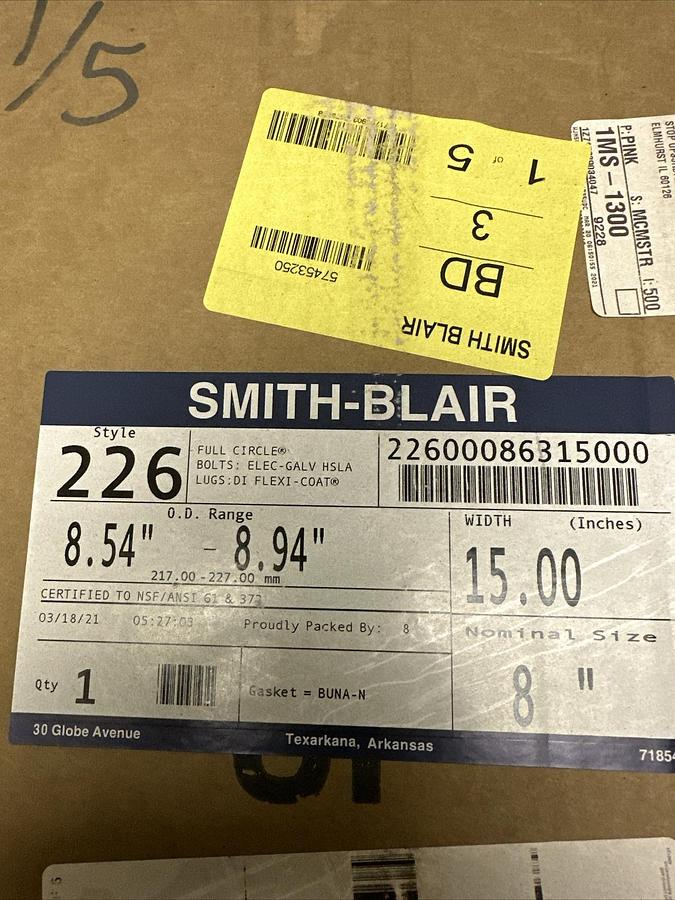 1/5
1 of 5
3
BD
57453250
SMITH BLAIR
P: PINK S: MCMSTR I: 500
1MS – 1300
9228
ELMHURST IL 60126
SMITH-BLAIR
Style
226
FULL CIRCLE®
BOLTS: ELEC-GALV HSLA
LUGS:DI FLEXI-COAT®
22600086315000
O.D. Range
8.54" - 8.94"
217.00 -227.00 mm
WIDTH (Inches)
15.00
CERTIFIED TO NSF/ANSI 61 & 372
03/18/21 05:27:03 Proudly Packed By: 8
Nominal Size
8 "
Qty 1
Gasket = BUNA-N
30 Globe Avenue Texarkana, Arkansas 71854